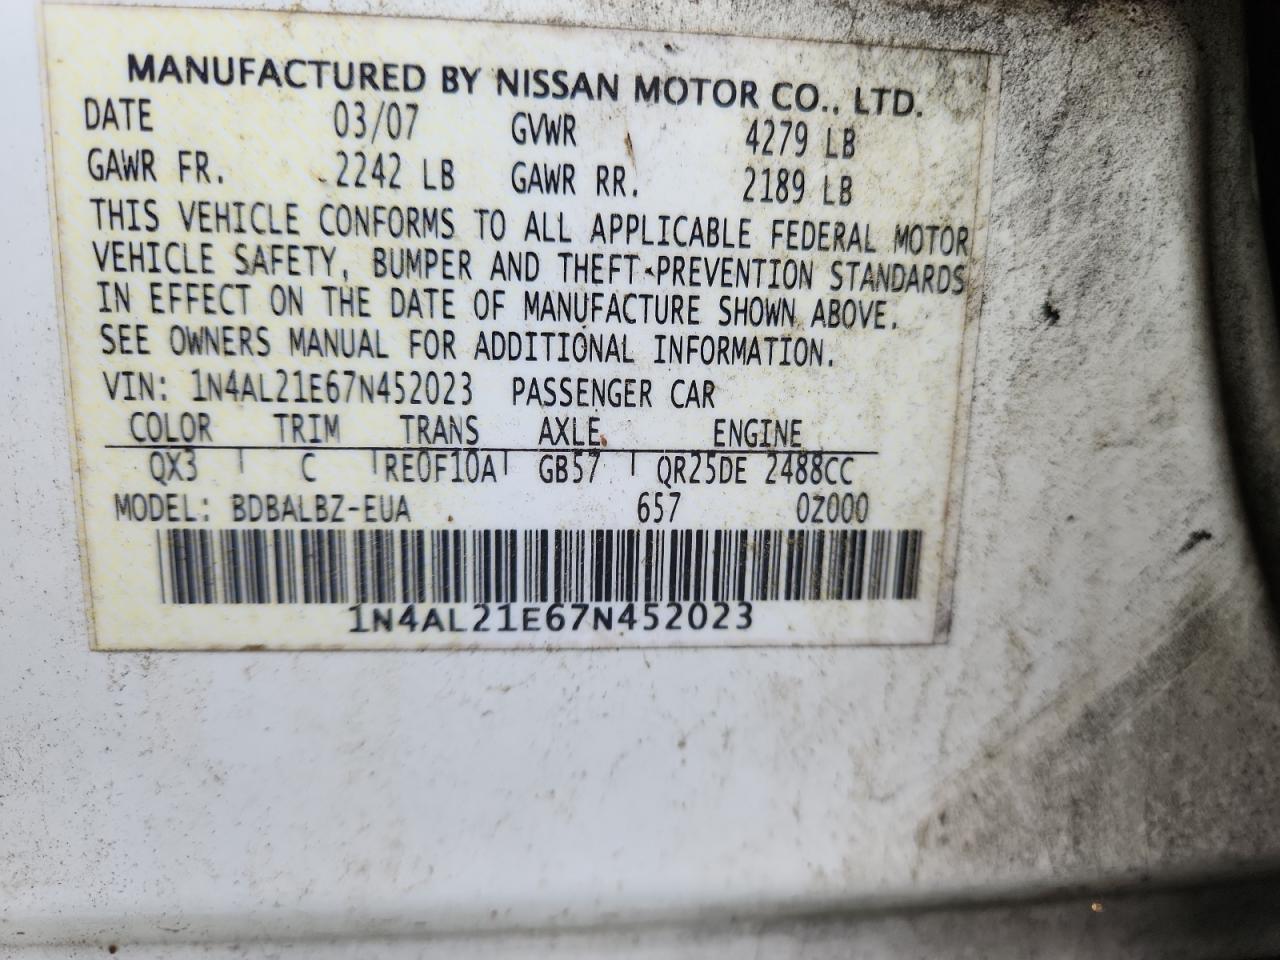 MANUFACTURED BY NISSAN MOTOR CO., LTD.
DATE 03/07 GVWR 4279 LB
GAWR FR. 2242 LB GAWR RR. 2189 LB
THIS VEHICLE CONFORMS TO ALL APPLICABLE FEDERAL MOTOR
VEHICLE SAFETY, BUMPER AND THEFT-PREVENTION STANDARDS
IN EFFECT ON THE DATE OF MANUFACTURE SHOWN ABOVE.
SEE OWNERS MANUAL FOR ADDITIONAL INFORMATION.
VIN: 1N4AL21E67N452023 PASSENGER CAR
COLOR TRIM TRANS AXLE ENGINE
QX3 C RE0F10A GB57 QR25DE 2488CC
MODEL: BDBALBZ-EUA 657 0Z000
1N4AL21E67N452023